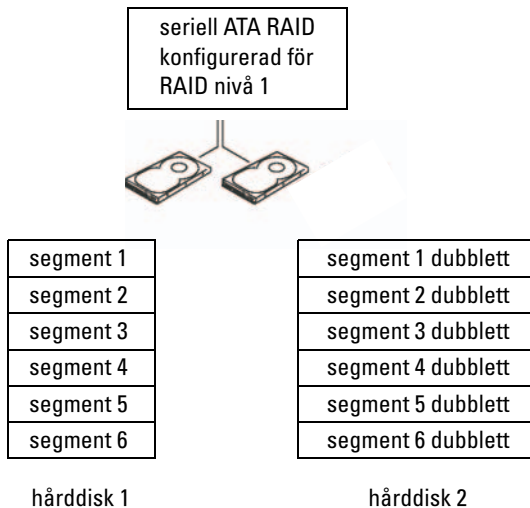 seriell ATA RAID
konfigurerad för
RAID nivå 1
segment 1
segment 1 dubblett
segment 2
segment 2 dubblett
segment 3
segment 3 dubblett
segment 4
segment 4 dubblett
segment 5
segment 5 dubblett
segment 6
segment 6 dubblett
hårddisk 1
hårddisk 2